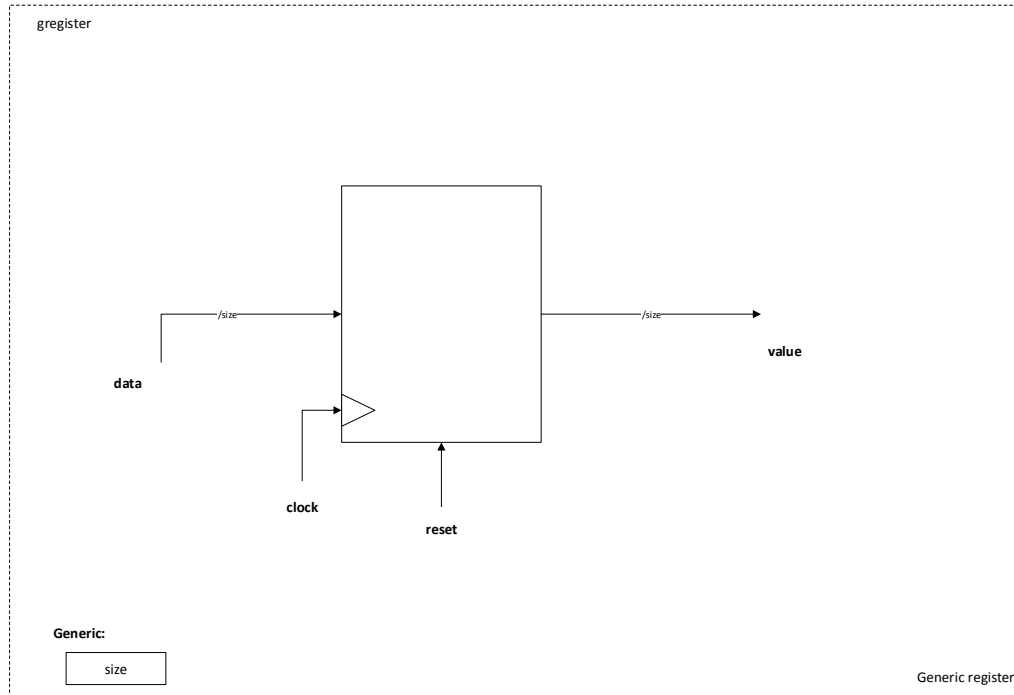 gregister
/size
/size
value
data
clock
reset
Generic:
size
Generic register